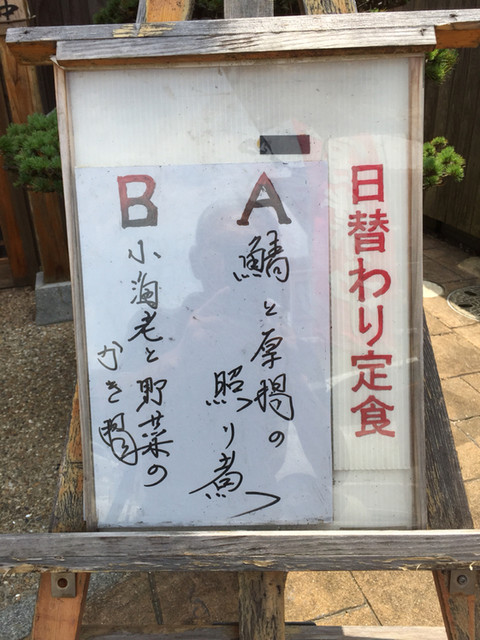 日替わり定食
A
鯖と厚揚の
照り煮
B
小海老と野菜の
かき揚